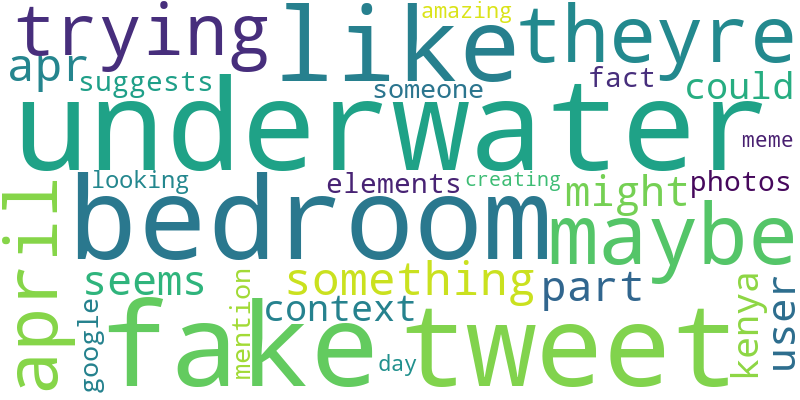 trying like theyre amazing
apr suggests someone fact could
underwater
meme
looking elements creating might photos
bedroom maybe
april seems something part
google mention context kenya user
fake day tweet